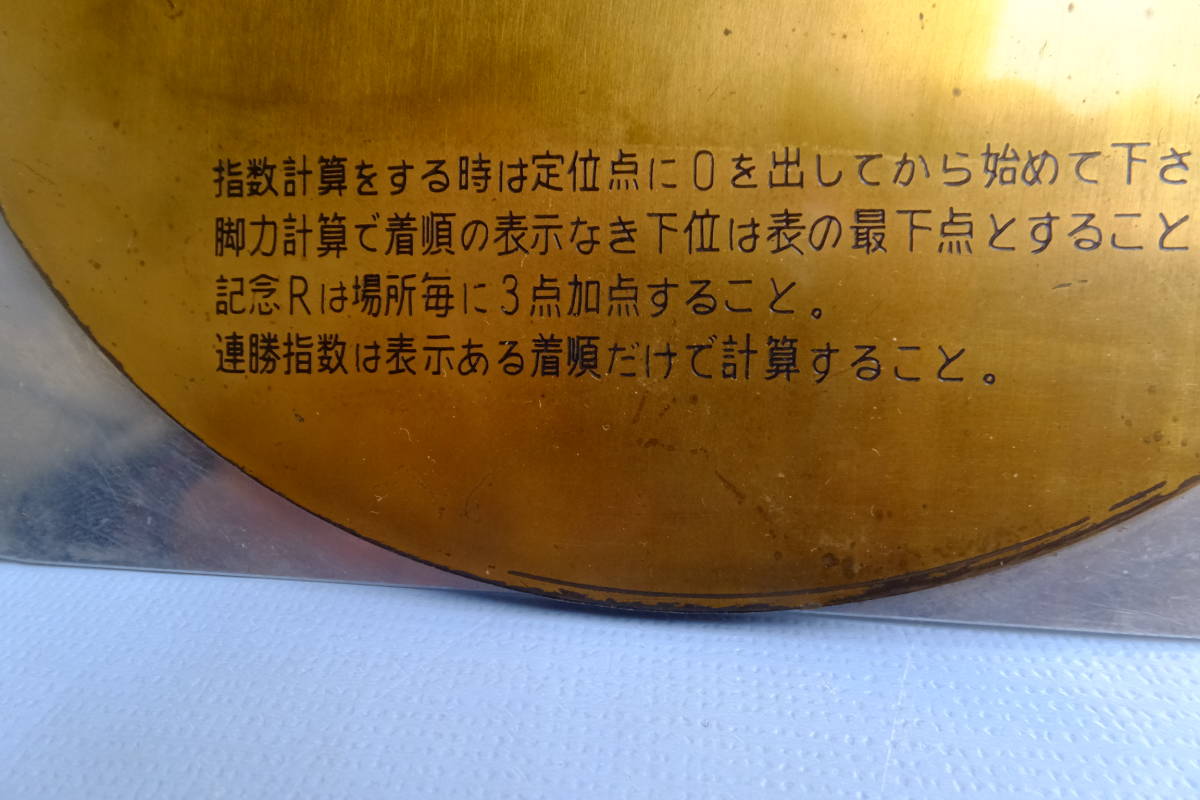 指数計算をする時は定位点に0を出してから始めて下さ
脚力計算で着順の表示なき下位は表の最下点とすること
記念Rは場所毎に3点加点すること。
連勝指数は表示ある着順だけで計算すること。